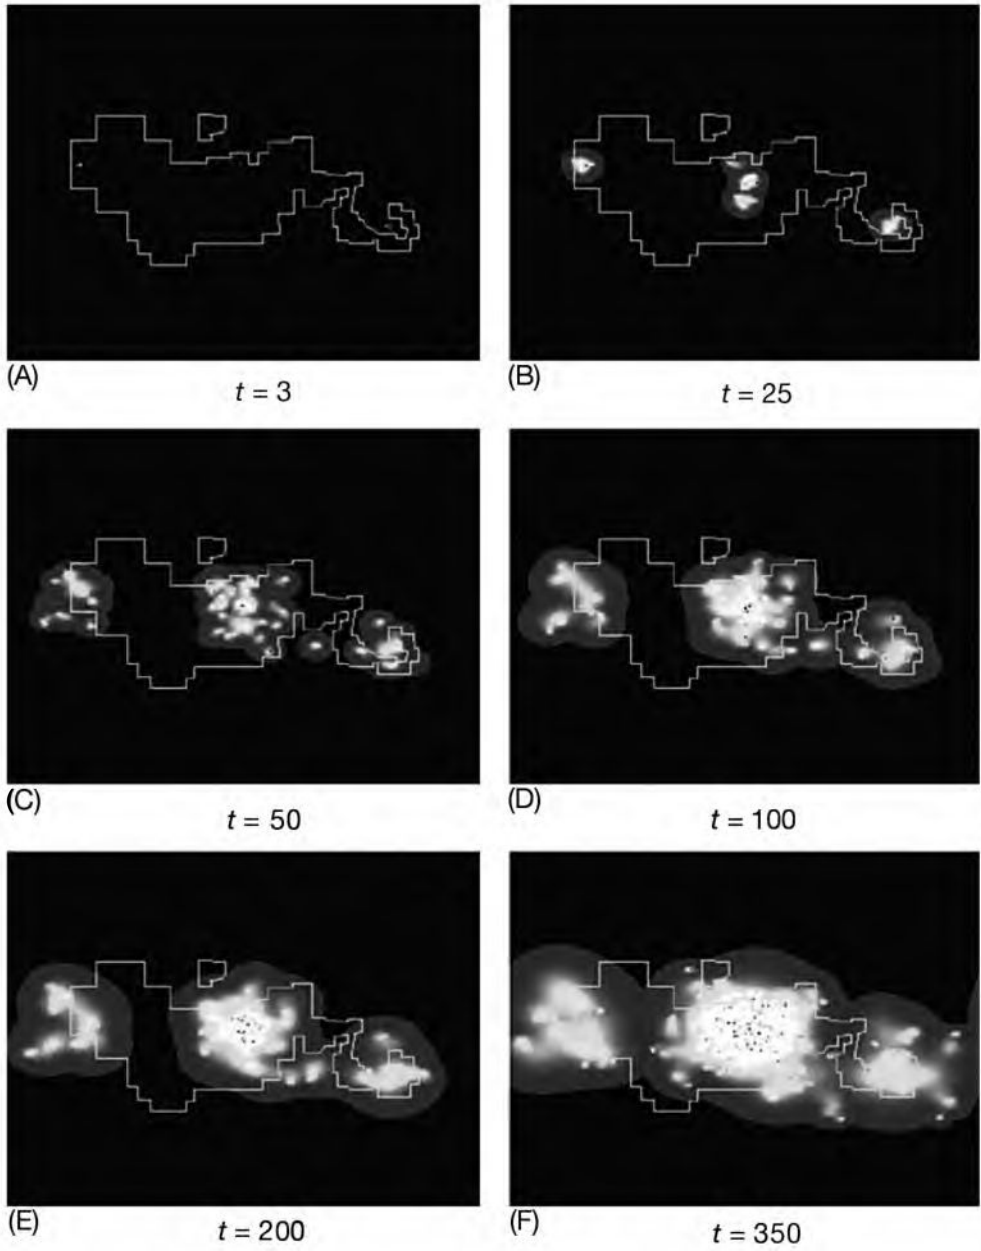 (A)
t = 3
(B)
t = 25
(C)
t = 50
(D)
t = 100
(E)
t = 200
(F)
t = 350